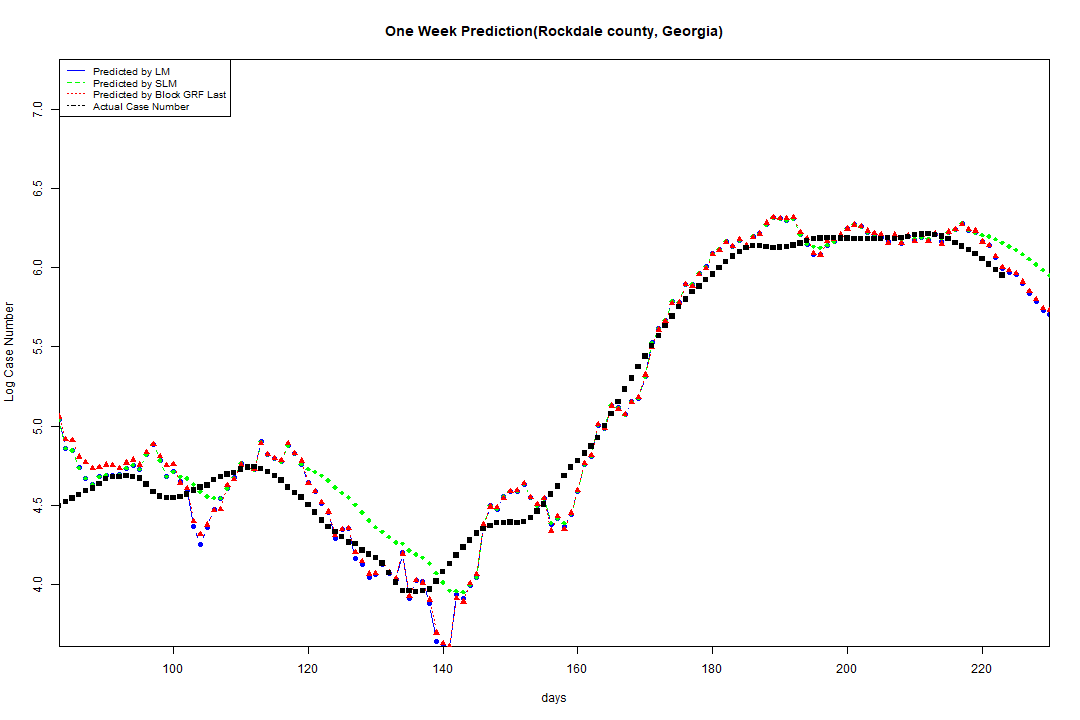 One Week Prediction(Rockdale county, Georgia)
Predicted by LM
Predicted by SLM
Predicted by Block GRF Last
Actual Case Number
7.0
6.5
6.0
5.5
5.0
4.5
4.0
Log Case Number
100 120 140 160 180 200 220
days